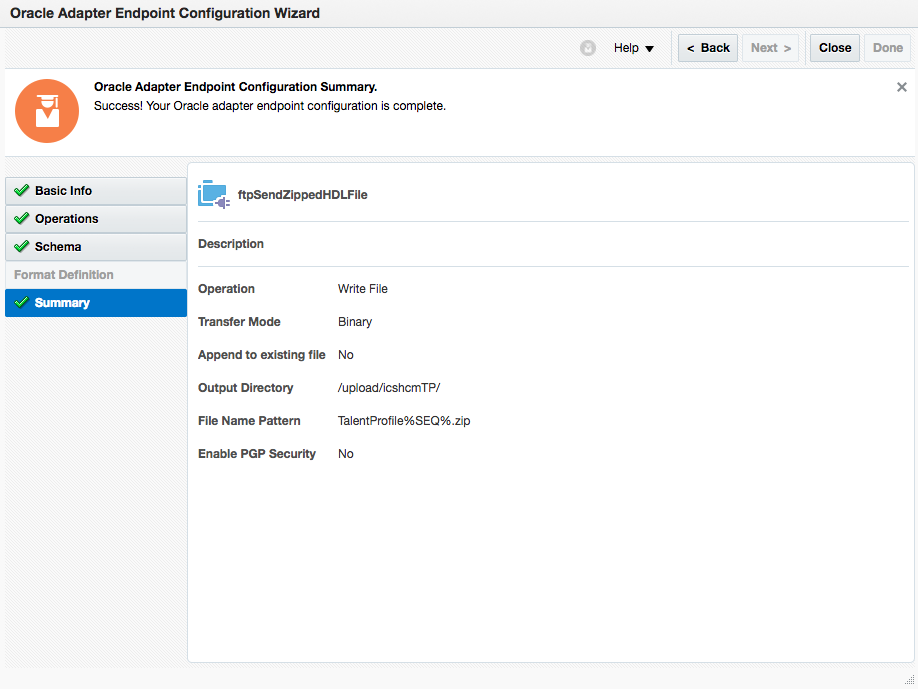 Oracle Adapter Endpoint Configuration Wizard
Help
< Back
Next >
Close
Done
Oracle Adapter Endpoint Configuration Summary.
Success! Your Oracle adapter endpoint configuration is complete.
Basic Info
Operations
Schema
Format Definition
Summary
ftpSendZippedHDLFile
Description
Operation Write File
Transfer Mode Binary
Append to existing file No
Output Directory /upload/icshcmTP/
File Name Pattern TalentProfile%SEQ%.zip
Enable PGP Security No